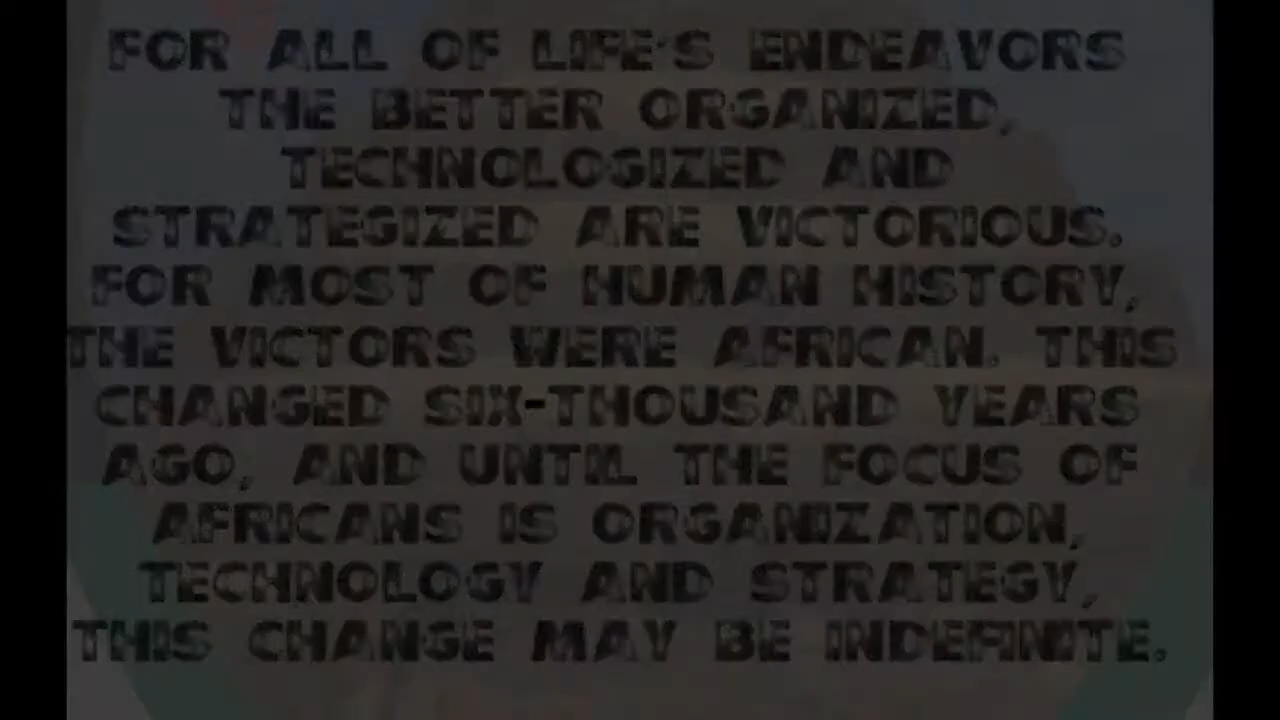 FOR ALL OF LIFE'S ENDEAVORS
THE BETTER ORGANIZED,
TECHNOLOGIZED AND
STRATEGIZED ARE VICTORIOUS.
FOR MOST OF HUMAN HISTORY,
THE VICTORS WERE AFRICAN. THIS
CHANGED SIX-THOUSAND YEARS
AGO, AND UNTIL THE FOCUS OF
AFRICANS IS ORGANIZATION,
TECHNOLOGY AND STRATEGY,
THIS CHANGE MAY BE INDEFINITE.